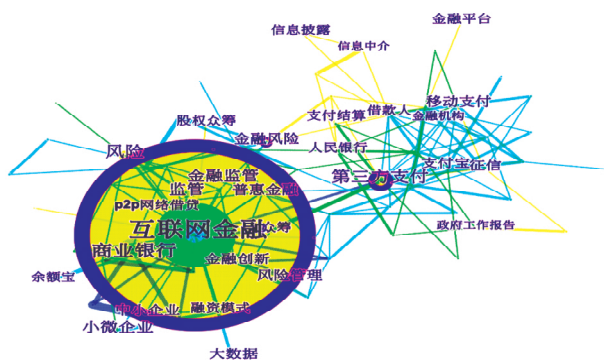 金融平台
信息披露
信息中介
移动支付
借款人
支付结算
金融机构
股权众筹
金融风险
人民银行
风险
支付宝
征信
金融监管
第三方支付
监管
普惠金融
p2p网络借贷
互联网金融
众筹
政府工作报告
商业银行
金融创新
余额宝
风险管理
中小企业
融资模式
小微企业
大数据